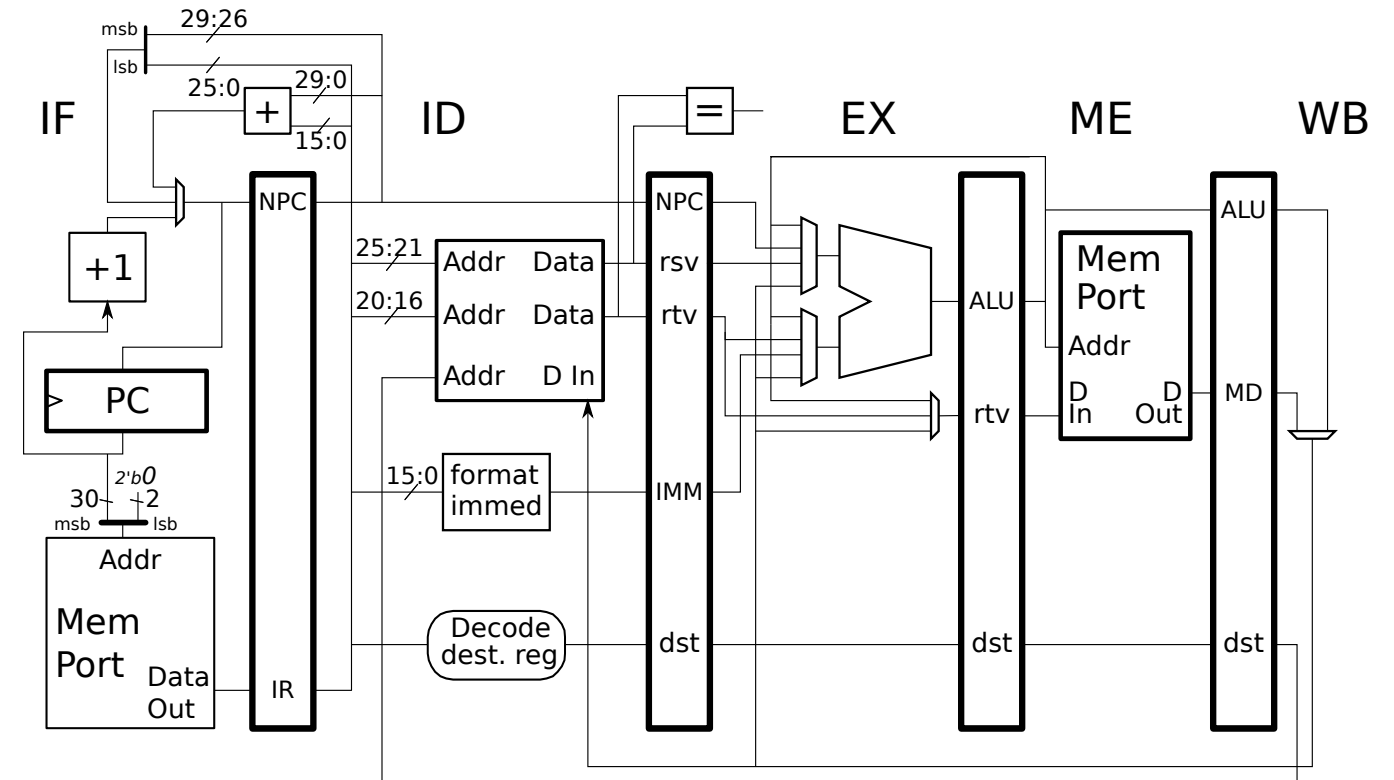 29:26
msb
lsb
25:0
29:0
+
15:0
=
IF
ID
EX
ME
WB
NPC
NPC
ALU
+1
25:21
Addr
Data
rsv
Mem
Port
20:16
Addr
Data
rtv
ALU
Addr
Addr
D In
PC
D
In
D
Out
MD
rtv
2'b0
30
2
msb
lsb
15:0
format
immed
IMM
Addr
Mem
Port
Data
Out
IR
Decode
dest. reg
dst
dst
dst